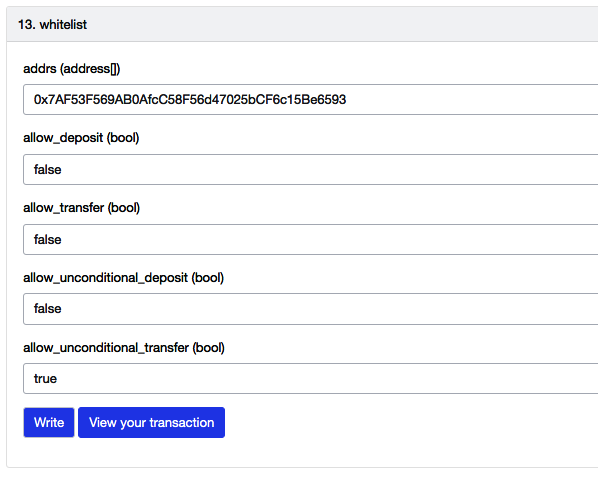 13. whitelist
addrs (address[])
0x7AF53F569AB0AfcC58F56d47025bCF6c15Be6593
allow_deposit (bool)
false
allow_transfer (bool)
false
allow_unconditional_deposit (bool)
false
allow_unconditional_transfer (bool)
true
Write View your transaction